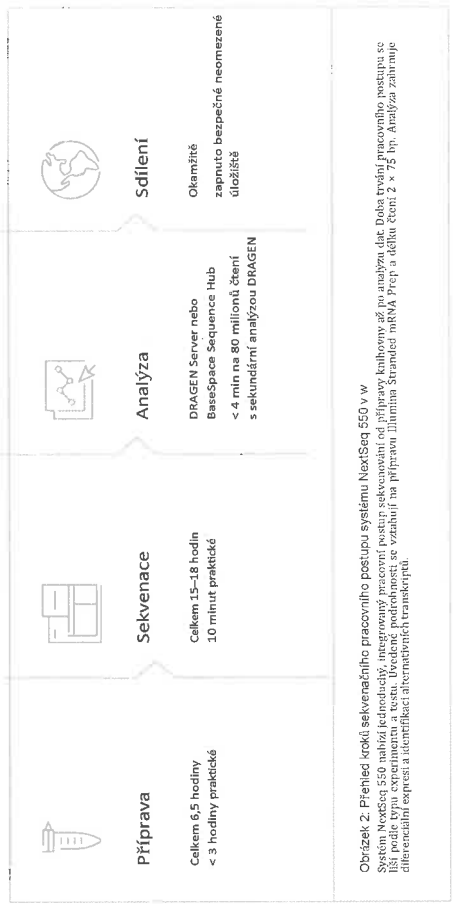 Příprava
Celkem 6,5 hodiny
< 3 hodiny praktické
Sekvenace
Celkem 15–18 hodin
10 minut praktické
Analýza
DRAGEN Server nebo
BaseSpace Sequence Hub
< 4 min na 80 milionů čtení
s sekundární analýzou DRAGEN
Sdílení
Okamžitě
zapnuto bezpečné neomezené
úložiště
Obrázek 2: Přehled kroků sekvenačního pracovního postupu systému NextSeq 550 v w
Systém NextSeq 550 nabízí jednoduchý, integrovaný pracovní postup sekvenování od přípravy knihovny až po analýzu dat. Doba trvání pracovního postupu se
liší podle typu experimentu a testu. Uvedené podrobnosti se vztahují na přípravu Illumina Stranded mRNA Prep a délku čtení 2 × 75 bp. Analýza zahrnuje
diferenciální expresi a identifikaci alternativních transkriptů.